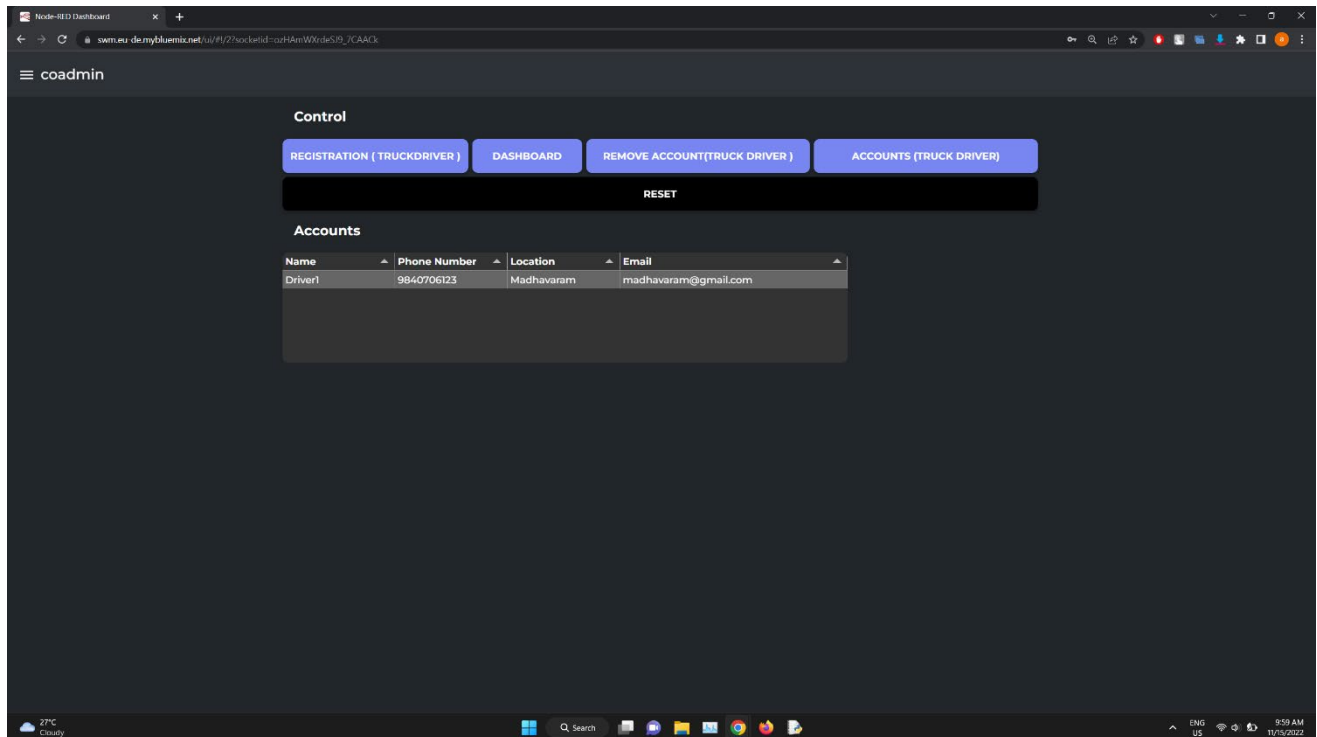 Node-RED Dashboard
swm.eu-de.mybluemix.net/ui/#!/2?socketid=ozHAmWXrdeSJ9_7CAACk
coadmin
Control
REGISTRATION ( TRUCKDRIVER ) DASHBOARD REMOVE ACCOUNT(TRUCK DRIVER ) ACCOUNTS (TRUCK DRIVER)
RESET
Accounts
Name Phone Number Location Email
Driver1 9840706123 Madhavaram madhavaram@gmail.com
27°C
Cloudy
Search
ENG
US
9:59 AM
11/15/2022